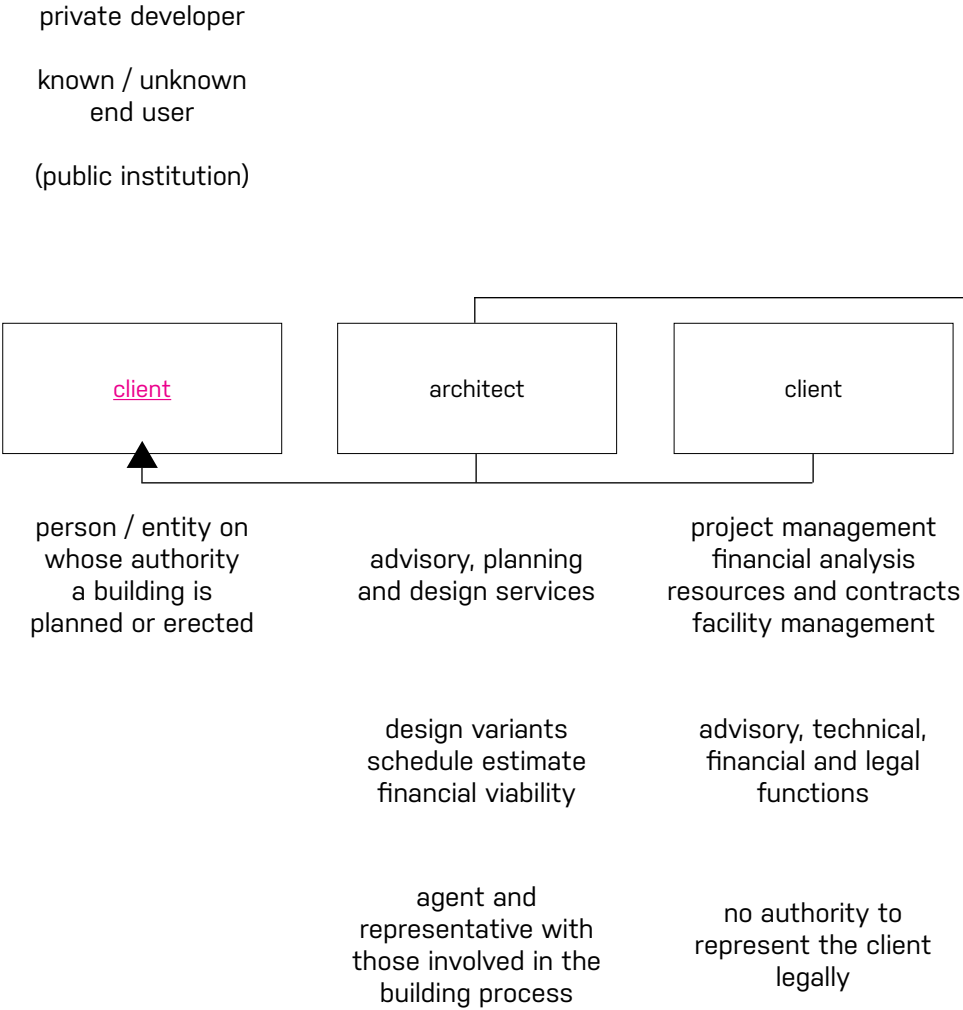 private developer
known / unknown
end user
(public institution)
client
architect
client
person / entity on
whose authority
a building is
planned or erected
advisory, planning
and design services
project management
financial analysis
resources and contracts
facility management
design variants
schedule estimate
financial viability
advisory, technical,
financial and legal
functions
agent and
representative with
those involved in the
building process
no authority to
represent the client
legally